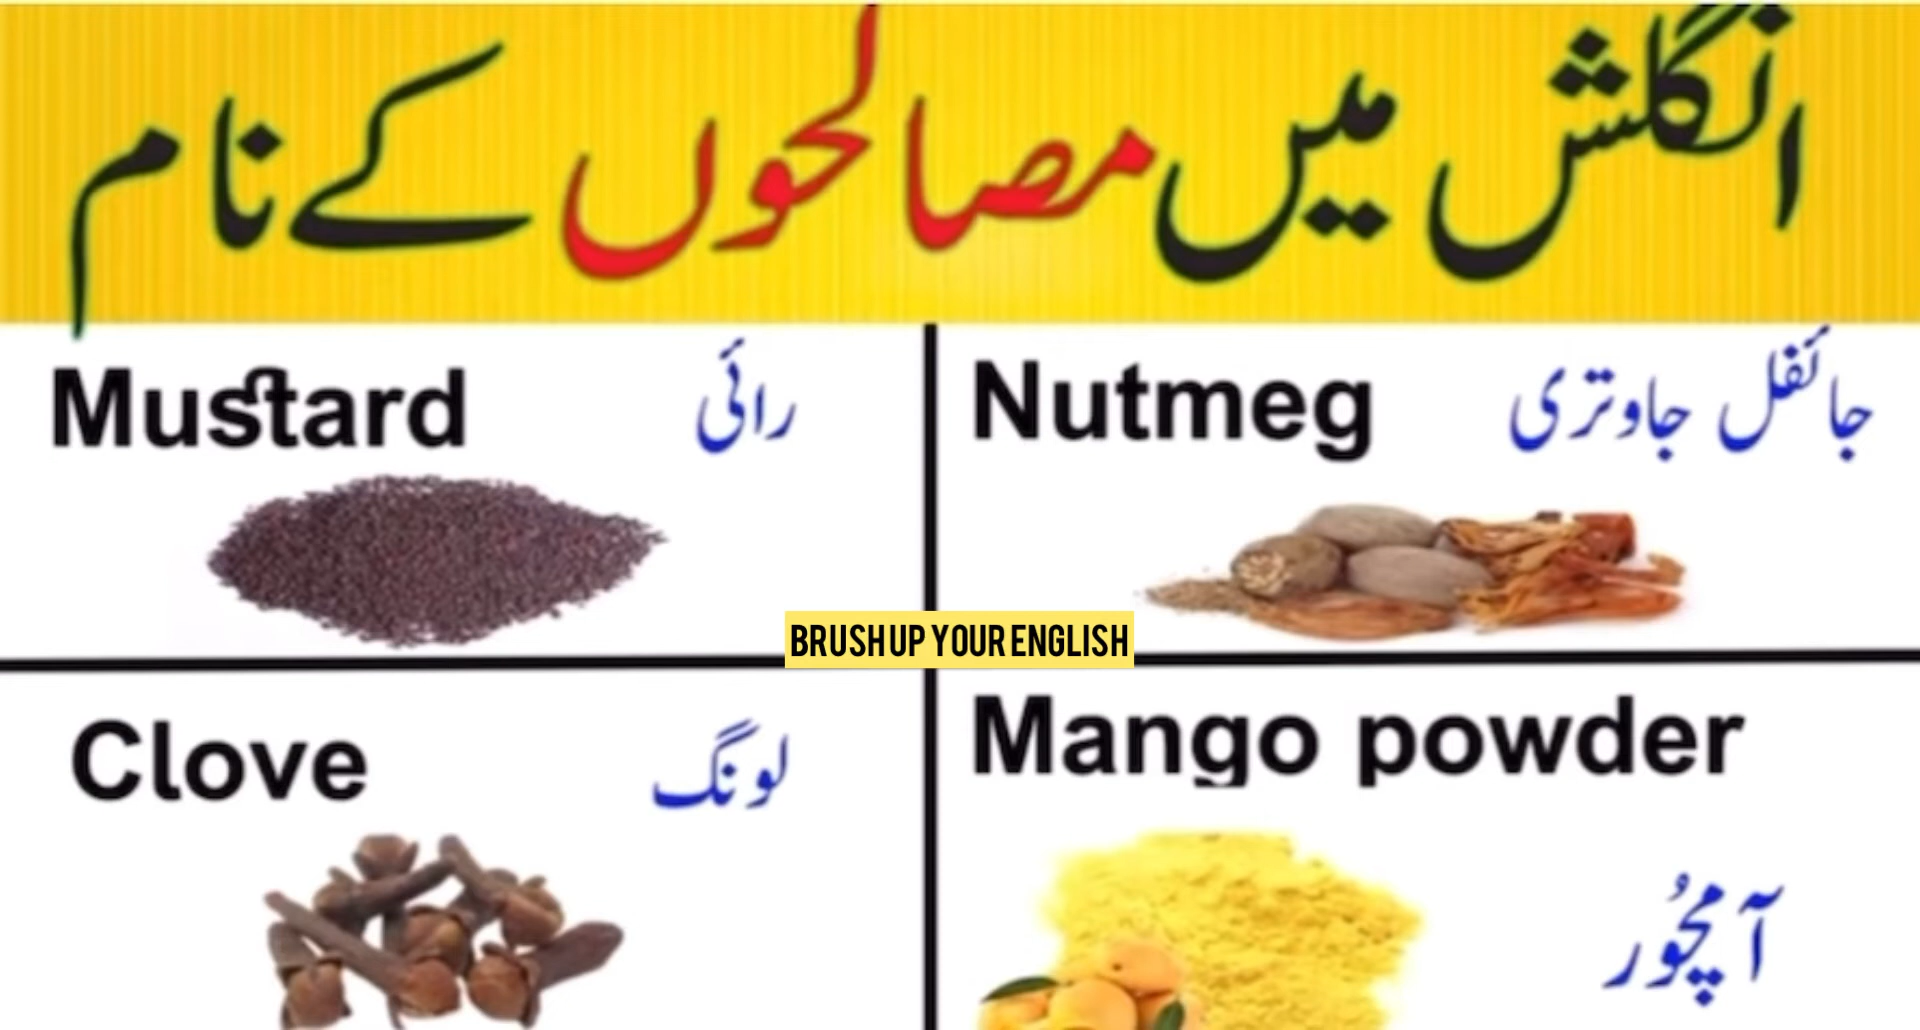 انگلش میں مصالحوں کے نام
Mustard رائی
Nutmeg جائفل جاوتری
BRUSH UP YOUR ENGLISH
Clove لونگ
Mango powder
آمچُور